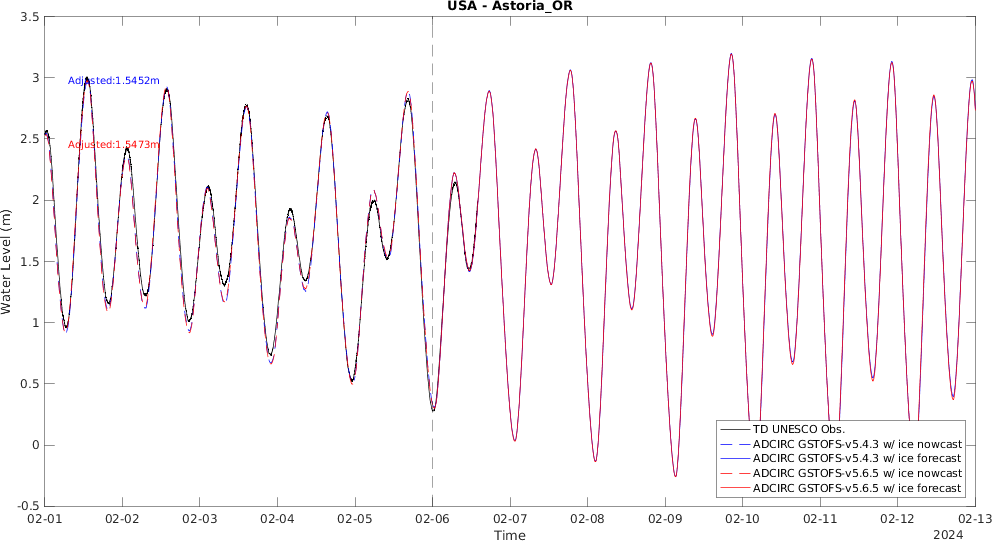 USA - Astoria_OR
3.5
3
2.5
2
1.5
1
0.5
0
-0.5
Water Level (m)
Adjusted:1.5452m
Adjusted:1.5473m
TD UNESCO Obs.
ADCIRC GSTOFS-v5.4.3 w/ ice nowcast
ADCIRC GSTOFS-v5.4.3 w/ ice forecast
ADCIRC GSTOFS-v5.6.5 w/ ice nowcast
ADCIRC GSTOFS-v5.6.5 w/ ice forecast
02-01 02-02 02-03 02-04 02-05 02-06 02-07 02-08 02-09 02-10 02-11 02-12 02-13
Time
2024